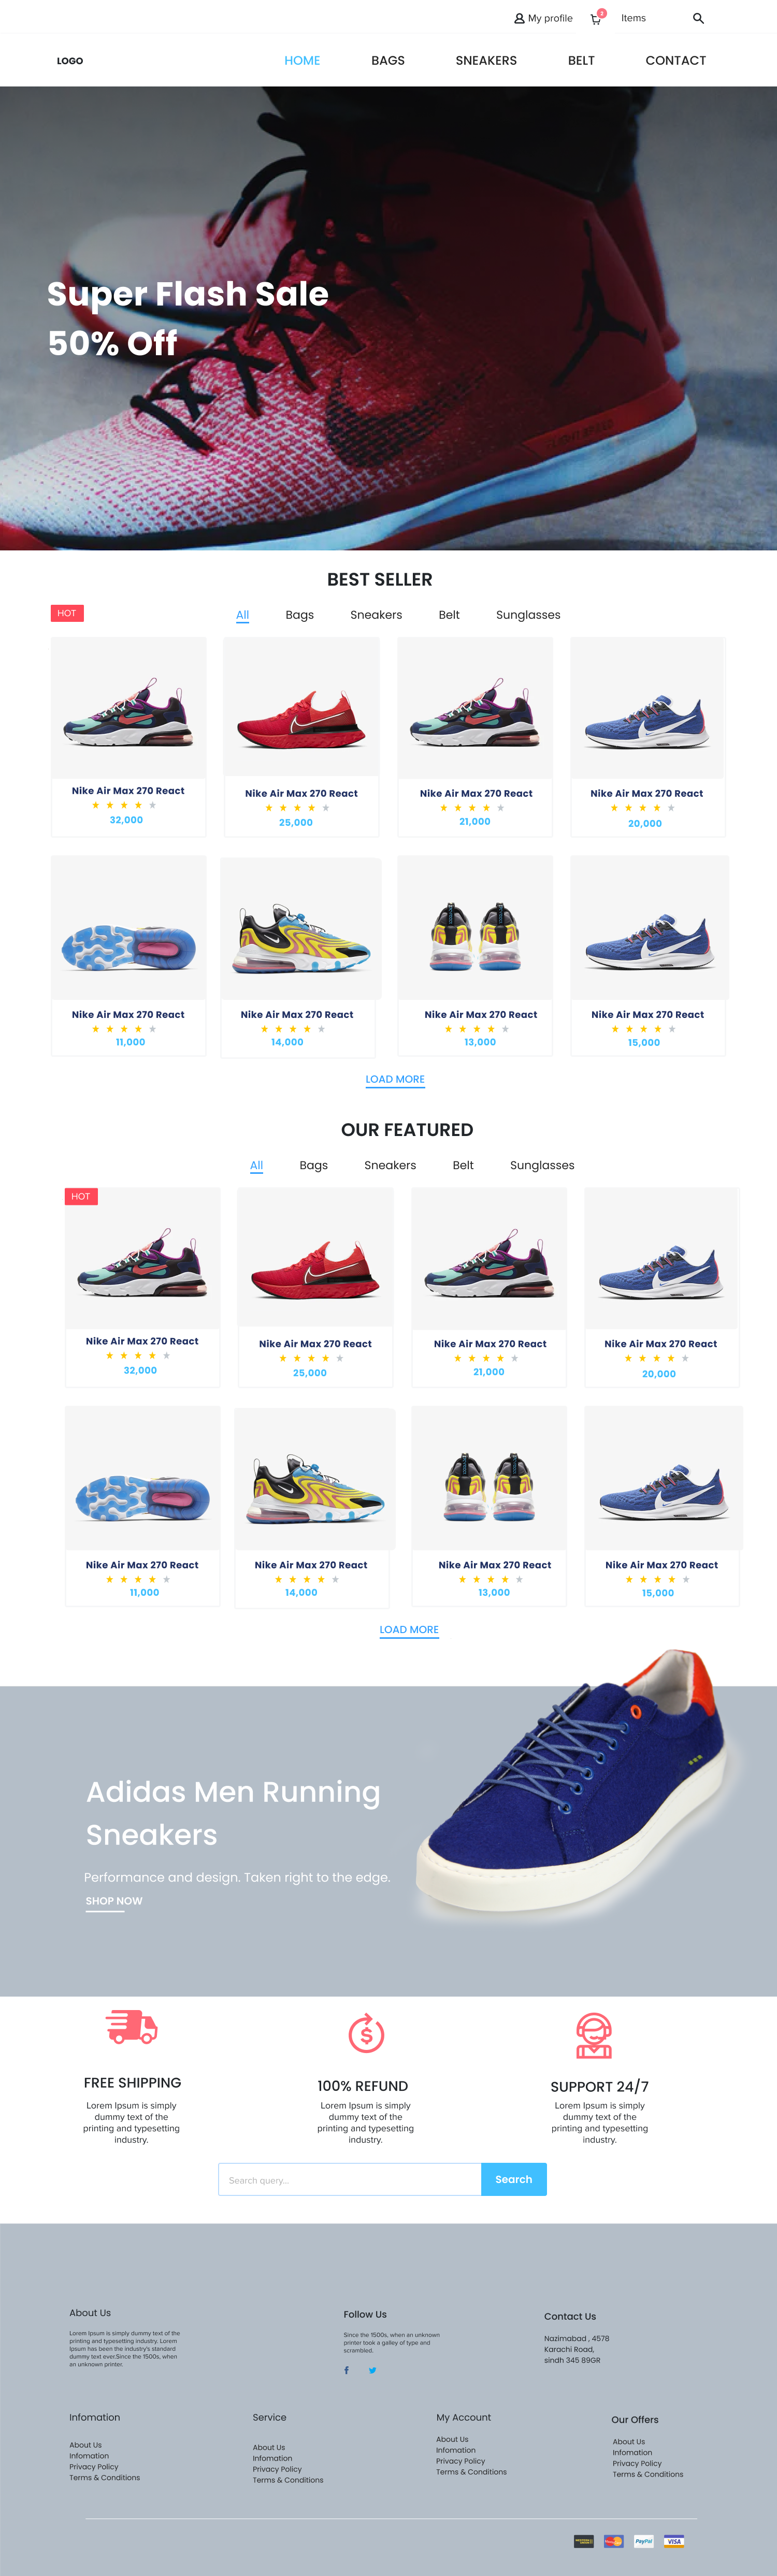 My profile
2
Items
LOGO
HOME BAGS SNEAKERS BELT CONTACT
Super Flash Sale
50% Off
BEST SELLER
HOT
All Bags Sneakers Belt Sunglasses
Nike Air Max 270 React
32,000
Nike Air Max 270 React
25,000
Nike Air Max 270 React
21,000
Nike Air Max 270 React
20,000
Nike Air Max 270 React
11,000
Nike Air Max 270 React
14,000
Nike Air Max 270 React
13,000
Nike Air Max 270 React
15,000
LOAD MORE
OUR FEATURED
All Bags Sneakers Belt Sunglasses
HOT
Nike Air Max 270 React
32,000
Nike Air Max 270 React
25,000
Nike Air Max 270 React
21,000
Nike Air Max 270 React
20,000
Nike Air Max 270 React
11,000
Nike Air Max 270 React
14,000
Nike Air Max 270 React
13,000
Nike Air Max 270 React
15,000
LOAD MORE
Adidas Men Running
Sneakers
Performance and design. Taken right to the edge.
SHOP NOW
FREE SHIPPING
Lorem Ipsum is simply
dummy text of the
printing and typesetting
industry.
100% REFUND
Lorem Ipsum is simply
dummy text of the
printing and typesetting
industry.
SUPPORT 24/7
Lorem Ipsum is simply
dummy text of the
printing and typesetting
industry.
Search query...
Search
About Us
Lorem Ipsum is simply dummy text of the
printing and typesetting industry. Lorem
Ipsum has been the industry's standard
dummy text ever.Since the 1500s, when
an unknown printer.
Follow Us
Since the 1500s, when an unknown
printer took a galley of type and
scrambled.
Contact Us
Nazimabad , 4578
Karachi Road,
sindh 345 B9GR
Infomation
About Us
Infomation
Privacy Policy
Terms & Conditions
Service
About Us
Infomation
Privacy Policy
Terms & Conditions
My Account
About Us
Infomation
Privacy Policy
Terms & Conditions
Our Offers
About Us
Infomation
Privacy Policy
Terms & Conditions
PayPal
VISA